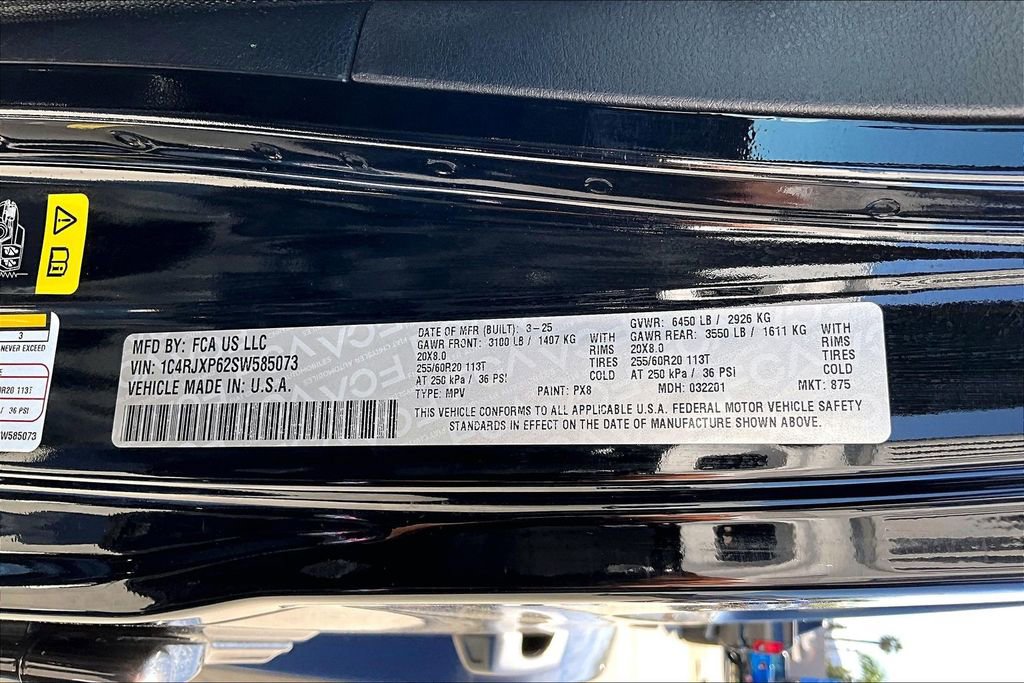 MFD BY: FCA US LLC
VIN: 1C4RJXP62SW585073
VEHICLE MADE IN U.S.A.
DATE OF MFR (BUILT): 3-25
GAWR FRONT: 3100 LB / 1407 KG WITH
20X8.0 RIMS
255/60R20 113T
AT 250 kPa / 36 PSI COLD
TYPE: MPV PAINT: PX8
GVWR: 6450 LB / 2926 KG
GAWR REAR: 3550 LB / 1611 KG WITH
20X8.0 RIMS
255/60R20 113T
AT 250 kPa / 36 PSI COLD
MDH: 032201 MKT: 875
THIS VEHICLE CONFORMS TO ALL APPLICABLE U.S.A. FEDERAL MOTOR VEHICLE SAFETY
STANDARDS IN EFFECT ON THE DATE OF MANUFACTURE SHOWN ABOVE.
3
NEVER EXCEED
0R20 113T
/ 36 PSI
W585073